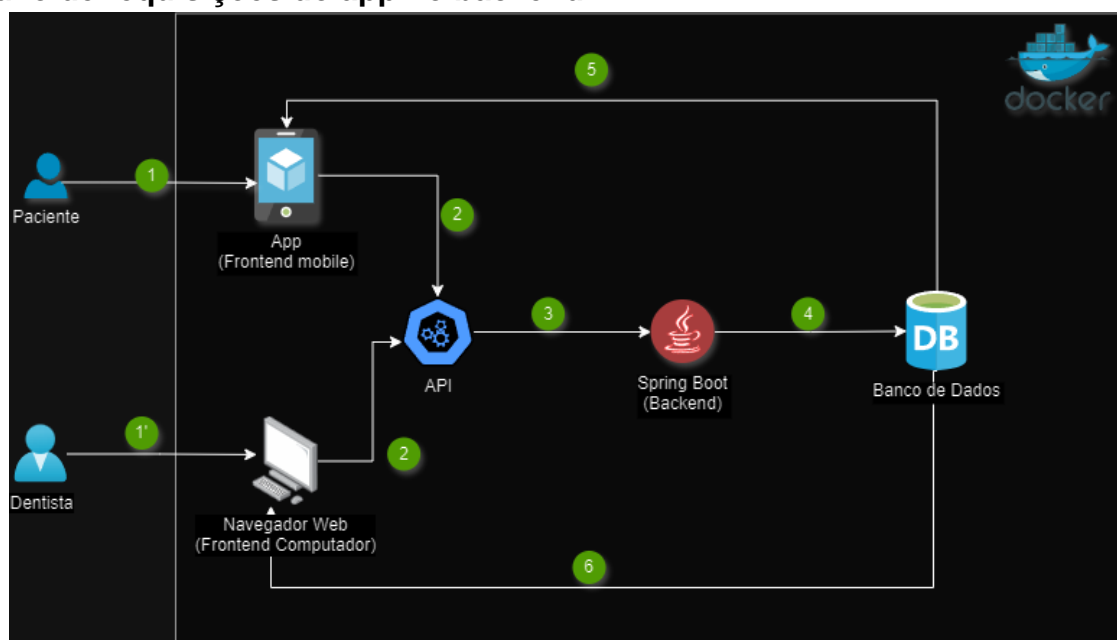 docker
5
1
Paciente
2
App
(Frontend mobile)
3
4
DB
API
Spring Boot
(Backend)
Banco de Dados
1'
2
Dentista
Navegador Web
(Frontend Computador)
6